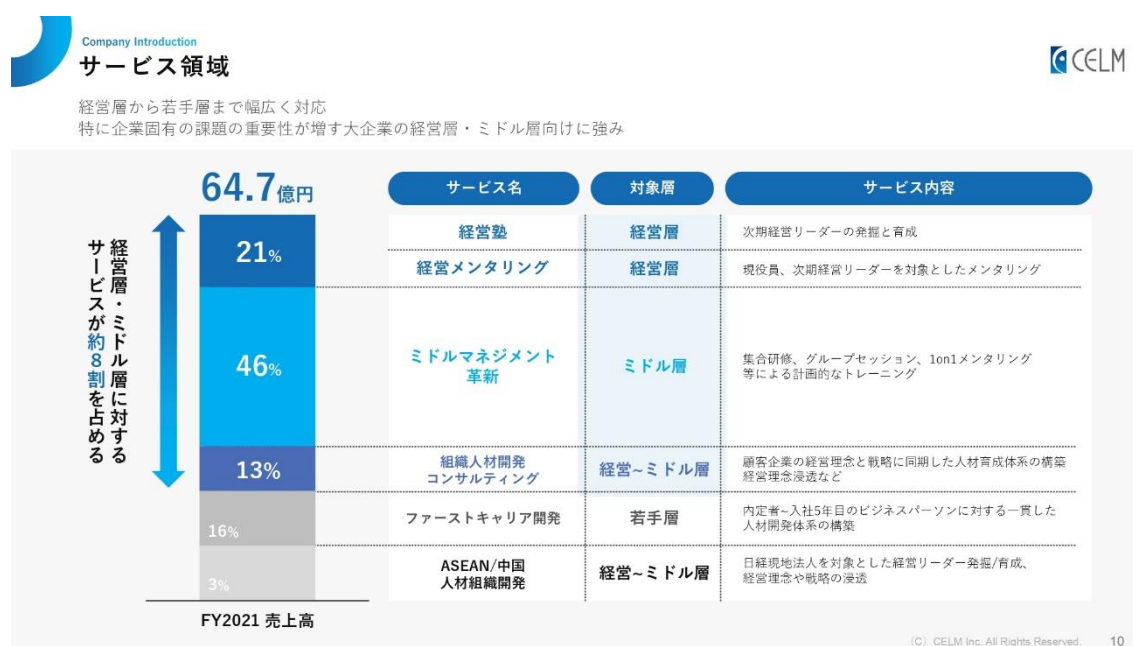 Company Introduction
サービス領域
CELM
経営層から若手層まで幅広く対応
特に企業固有の課題の重要性が増す大企業の経営層・ミドル層向けに強み
64.7億円
サービス名
対象層
サービス内容
経営層・ミドル層に対する
サービスが約8割を占める
21%
経営塾
経営層
次期経営リーダーの発掘と育成
経営メンタリング
経営層
現役員、次期経営リーダーを対象としたメンタリング
46%
ミドルマネジメント
革新
ミドル層
集合研修、グループセッション、1on1メンタリング
等による計画的なトレーニング
13%
組織人材開発
コンサルティング
経営~ミドル層
顧客企業の経営理念と戦略に同期した人材育成体系の構築
経営理念浸透など
16%
ファーストキャリア開発
若手層
内定者~入社5年目のビジネスパーソンに対する一貫した
人材開発体系の構築
3%
ASEAN/中国
人材組織開発
経営~ミドル層
日経現地法人を対象とした経営リーダー発掘/育成、
経営理念や戦略の浸透
FY2021 売上高
（C）CELM Inc. All Rights Reserved.
10